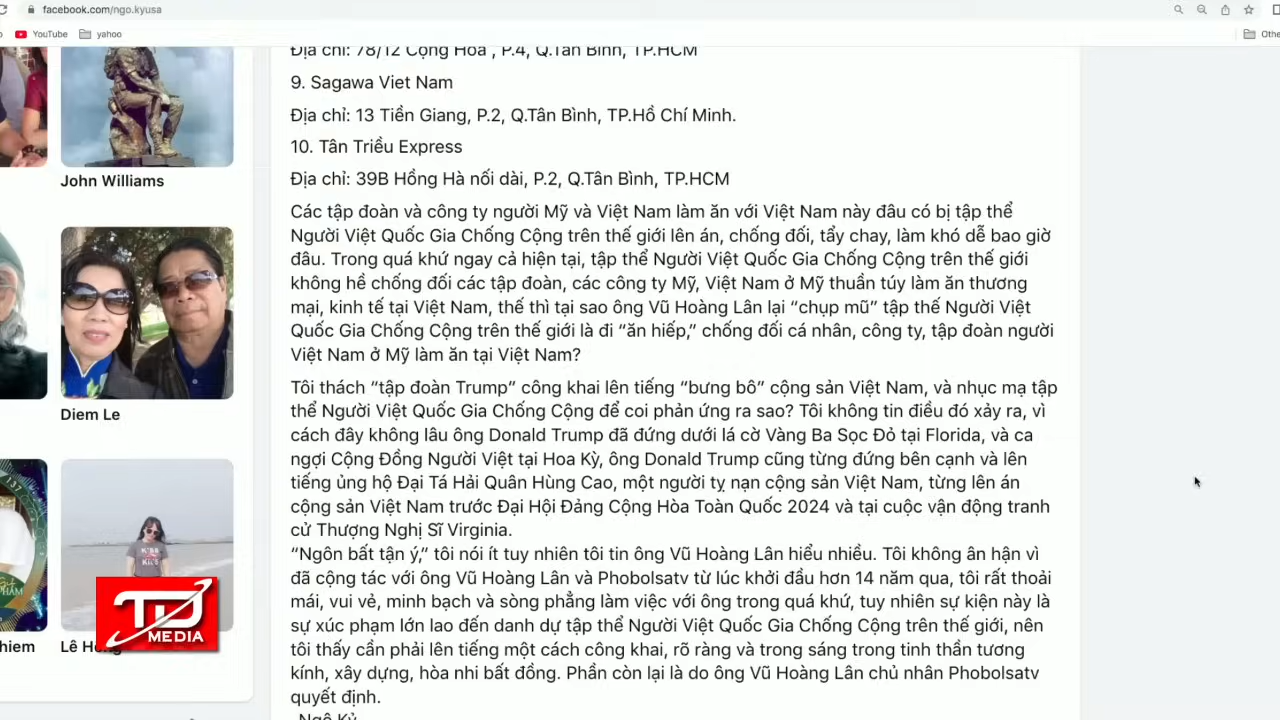 facebook.com/ngo.kyusa
YouTube
yahoo
Địa chỉ: 78/12 Cộng Hòa , P.4, Q.Tân Bình, TP.HCM
9. Sagawa Viet Nam
Địa chỉ: 13 Tiền Giang, P.2, Q.Tân Bình, TP.Hồ Chí Minh.
10. Tân Triều Express
Địa chỉ: 39B Hồng Hà nối dài, P.2, Q.Tân Bình, TP.HCM
Các tập đoàn và công ty người Mỹ và Việt Nam làm ăn với Việt Nam này đâu có bị tập thể
Người Việt Quốc Gia Chống Cộng trên thế giới lên án, chống đối, tẩy chay, làm khó dễ bao giờ
đâu. Trong quá khứ ngay cả hiện tại, tập thể Người Việt Quốc Gia Chống Cộng trên thế giới
không hề chống đối các tập đoàn, các công ty Mỹ, Việt Nam ở Mỹ thuần túy làm ăn thương
mại, kinh tế tại Việt Nam, thế thì tại sao ông Vũ Hoàng Lân lại “chụp mũ” tập thể Người Việt
Quốc Gia Chống Cộng trên thế giới là đi “ăn hiếp,” chống đối cá nhân, công ty, tập đoàn người
Việt Nam ở Mỹ làm ăn tại Việt Nam?
Tôi thách “tập đoàn Trump” công khai lên tiếng “bưng bô” cộng sản Việt Nam, và nhục mạ tập
thể Người Việt Quốc Gia Chống Cộng để coi phản ứng ra sao? Tôi không tin điều đó xảy ra, vì
cách đây không lâu ông Donald Trump đã đứng dưới lá cờ Vàng Ba Sọc Đỏ tại Florida, và ca
ngợi Cộng Đồng Người Việt tại Hoa Kỳ, ông Donald Trump cũng từng đứng bên cạnh và lên
tiếng ủng hộ Đại Tá Hải Quân Hùng Cao, một người tỵ nạn cộng sản Việt Nam, từng lên án
cộng sản Việt Nam trước Đại Hội Đảng Cộng Hòa Toàn Quốc 2024 và tại cuộc vận động tranh
cử Thượng Nghị Sĩ Virginia.
“Ngôn bất tận ý,” tôi nói ít tuy nhiên tôi tin ông Vũ Hoàng Lân hiểu nhiều. Tôi không ân hận vì
đã cộng tác với ông Vũ Hoàng Lân và Phobolsatv từ lúc khởi đầu hơn 14 năm qua, tôi rất thoải
mái, vui vẻ, minh bạch và sòng phẳng làm việc với ông trong quá khứ, tuy nhiên sự kiện này là
sự xúc phạm lớn lao đến danh dự tập thể Người Việt Quốc Gia Chống Cộng trên thế giới, nên
tôi thấy cần phải lên tiếng một cách công khai, rõ ràng và trong sáng trong tinh thần tương
kính, xây dựng, hòa nhi bất đồng. Phần còn lại là do ông Vũ Hoàng Lân chủ nhân Phobolsatv
quyết định.
Ngô Kỷ
John Williams
Diem Le
hiem
Lê
TD
MEDIA